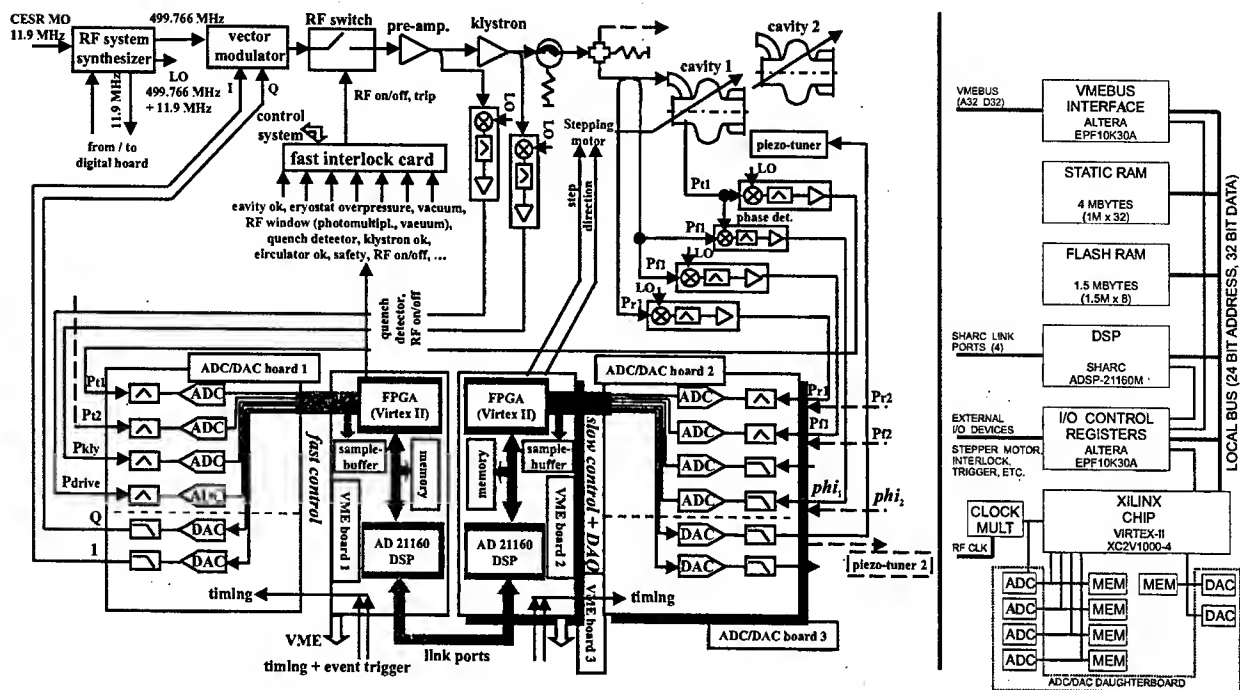 CESR MO
11.9 MHz
499.766 MHz
RF system
synthesizer
vector
modulator
RF switch
pre-amp.
klystron
cavity 2
cavity 1
LO
499.766 MHz
+ 11.9 MHz
11.9 MHz
I
Q
from / to
digital board
RF on/off, trip
control
system
fast interlock card
eavity ok, eryostat overpressure, vacuum,
RF window (photomultipl., vaeuum),
quench deteetor, klystron ok,
eirculator ok, safety, RF on/off, ...
LO
LO
Stepping
motor
step
direction
piezo-tuner
Pt1
LO
phase det.
Pf1
LO
Pf1
LO
Pr1
quench
detector,
RF on/off
ADC/DAC board 1
Pt1
ADC
Pt2
ADC
Pkly
ADC
Pdrive
Q
DAC
I
DAC
timIng
fast control
FPGA
(Virtex II)
sample-
buffer
memory
VME board 1
AD 21160
DSP
VME
timIng + event trigger
lInk ports
FPGA
(Virtex II)
sample-
buffer
memory
VME board 2
AD 21160
DSP
slow control + DAQ
VME board 3
timIng
ADC/DAC board 2
ADC
Pr1
Pr2
ADC
Pf1
Pf2
ADC
ADC
phi1
phi2
DAC
DAC
piezo-tuner 2
ADC/DAC board 3
VMEBUS
(A32 D32)
VMEBUS
INTERFACE
ALTERA
EPF10K30A
STATIC RAM
4 MBYTES
(1M x 32)
FLASH RAM
1.5 MBYTES
(1.5M x 8)
SHARC LINK
PORTS (4)
DSP
SHARC
ADSP-21160M
EXTERNAL
I/O DEVICES
STEPPER MOTOR,
INTERLOCK,
TRIGGER, ETC.
I/O CONTROL
REGISTERS
ALTERA
EPF10K30A
LOCAL BUS (24 BIT ADDRESS, 32 BIT DATA)
CLOCK
MULT
RF CLK
XILINX
CHIP
VIRTEX-II
XC2V1000-4
ADC
MEM
MEM
DAC
ADC
MEM
DAC
ADC
MEM
ADC
MEM
ADC/DAC DAUGHTERBOARD